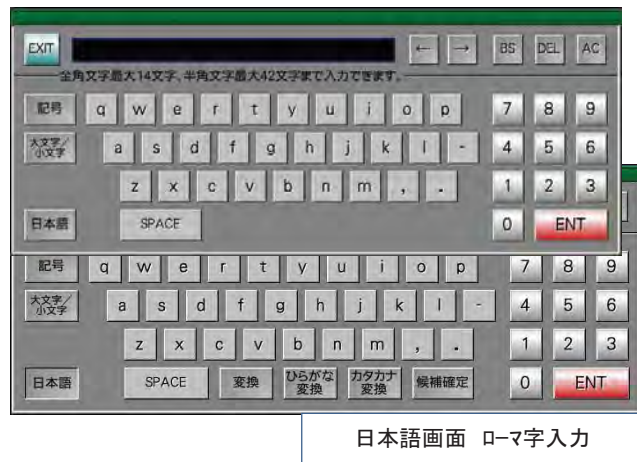 EXIT ← → BS DEL AC
全角文字最大14文字、半角文字最大42文字まで入力できます。
記号 q w e r t y u i o p 7 8 9
大文字/小文字 a s d f g h j k l - 4 5 6
z x c v b n m , . 1 2 3
日本語 SPACE 0 ENT
記号 q w e r t y u i o p 7 8 9
大文字/小文字 a s d f g h j k l - 4 5 6
z x c v b n m , . 1 2 3
日本語 SPACE 変換 ひらがな変換 カタカナ変換 候補確定 0 ENT
日本語画面 ローマ字入力